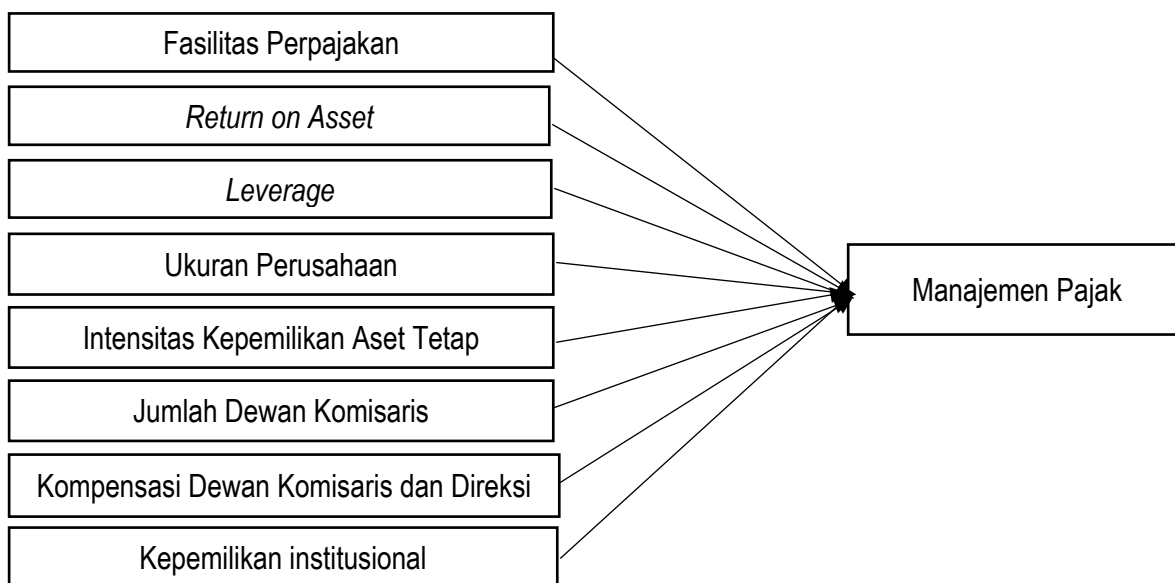 Fasilitas Perpajakan
Return on Asset
Leverage
Ukuran Perusahaan
Manajemen Pajak
Intensitas Kepemilikan Aset Tetap
Jumlah Dewan Komisaris
Kompensasi Dewan Komisaris dan Direksi
Kepemilikan institusional